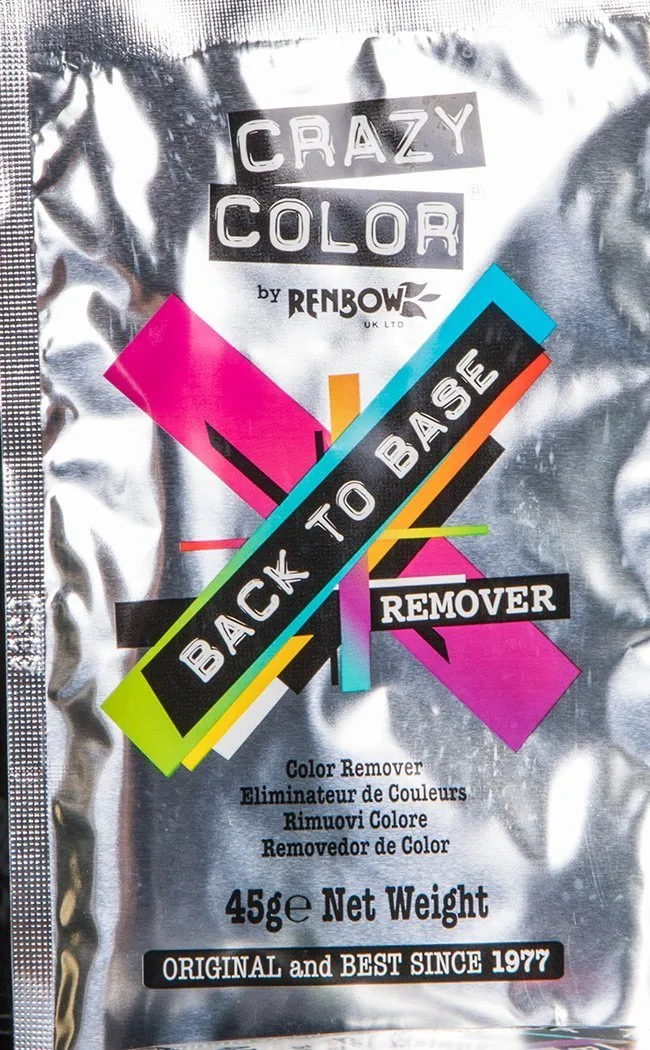 CRAZY
COLOR®
by RENBOW
UK LTD
BACK TO BASE
REMOVER
Color Remover
Eliminateur de Couleurs
Rimuovi Colore
Removedor de Color
45g℮ Net Weight
ORIGINAL and BEST SINCE 1977